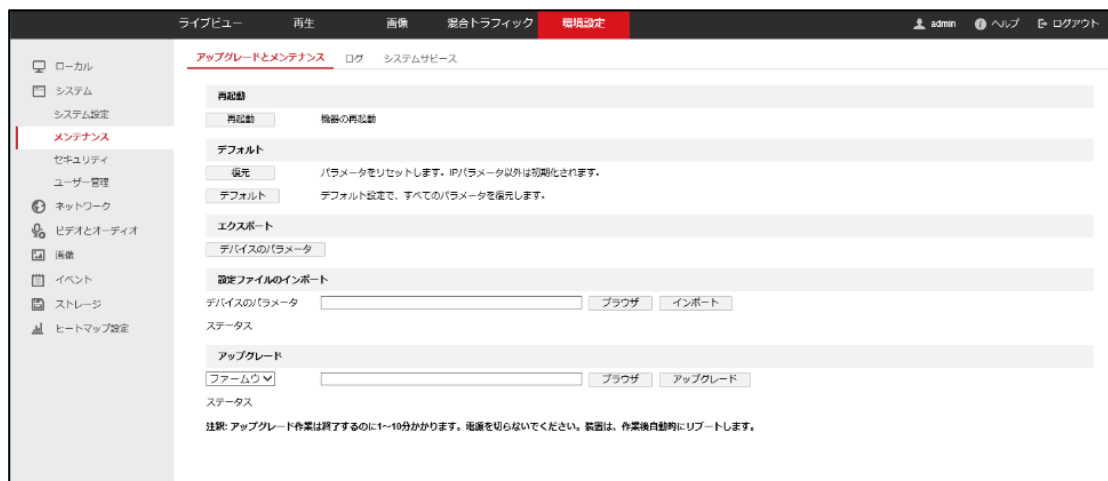 ライブビュー 再生 画像 混合トラフィック 環境設定 admin ヘルプ ログアウト
ローカル
システム
システム設定
メンテナンス
セキュリティ
ユーザー管理
ネットワーク
ビデオとオーディオ
画像
イベント
ストレージ
ヒートマップ設定
アップグレードとメンテナンス ログ システムサビース
再起動
再起動 機器の再起動
デフォルト
復元 パラメータをリセットします。IPパラメータ以外は初期化されます。
デフォルト デフォルト設定で、すべてのパラメータを復元します。
エクスポート
デバイスのパラメータ
設定ファイルのインポート
デバイスのパラメータ ブラウザ インポート
ステータス
アップグレード
ファームウ ブラウザ アップグレード
ステータス
注釈: アップグレード作業は終了するのに1～10分かかります。電源を切らないでください。装置は、作業後自動的にリブートします。